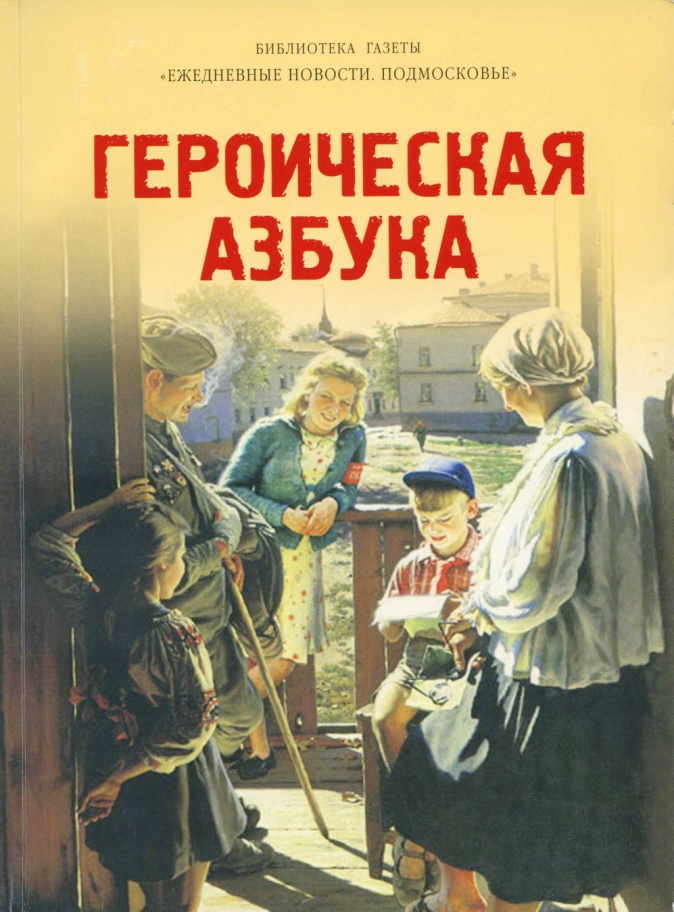 БИБЛИОТЕКА ГАЗЕТЫ
«ЕЖЕДНЕВНЫЕ НОВОСТИ. ПОДМОСКОВЬЕ»
ГЕРОИЧЕСКАЯ
АЗБУКА